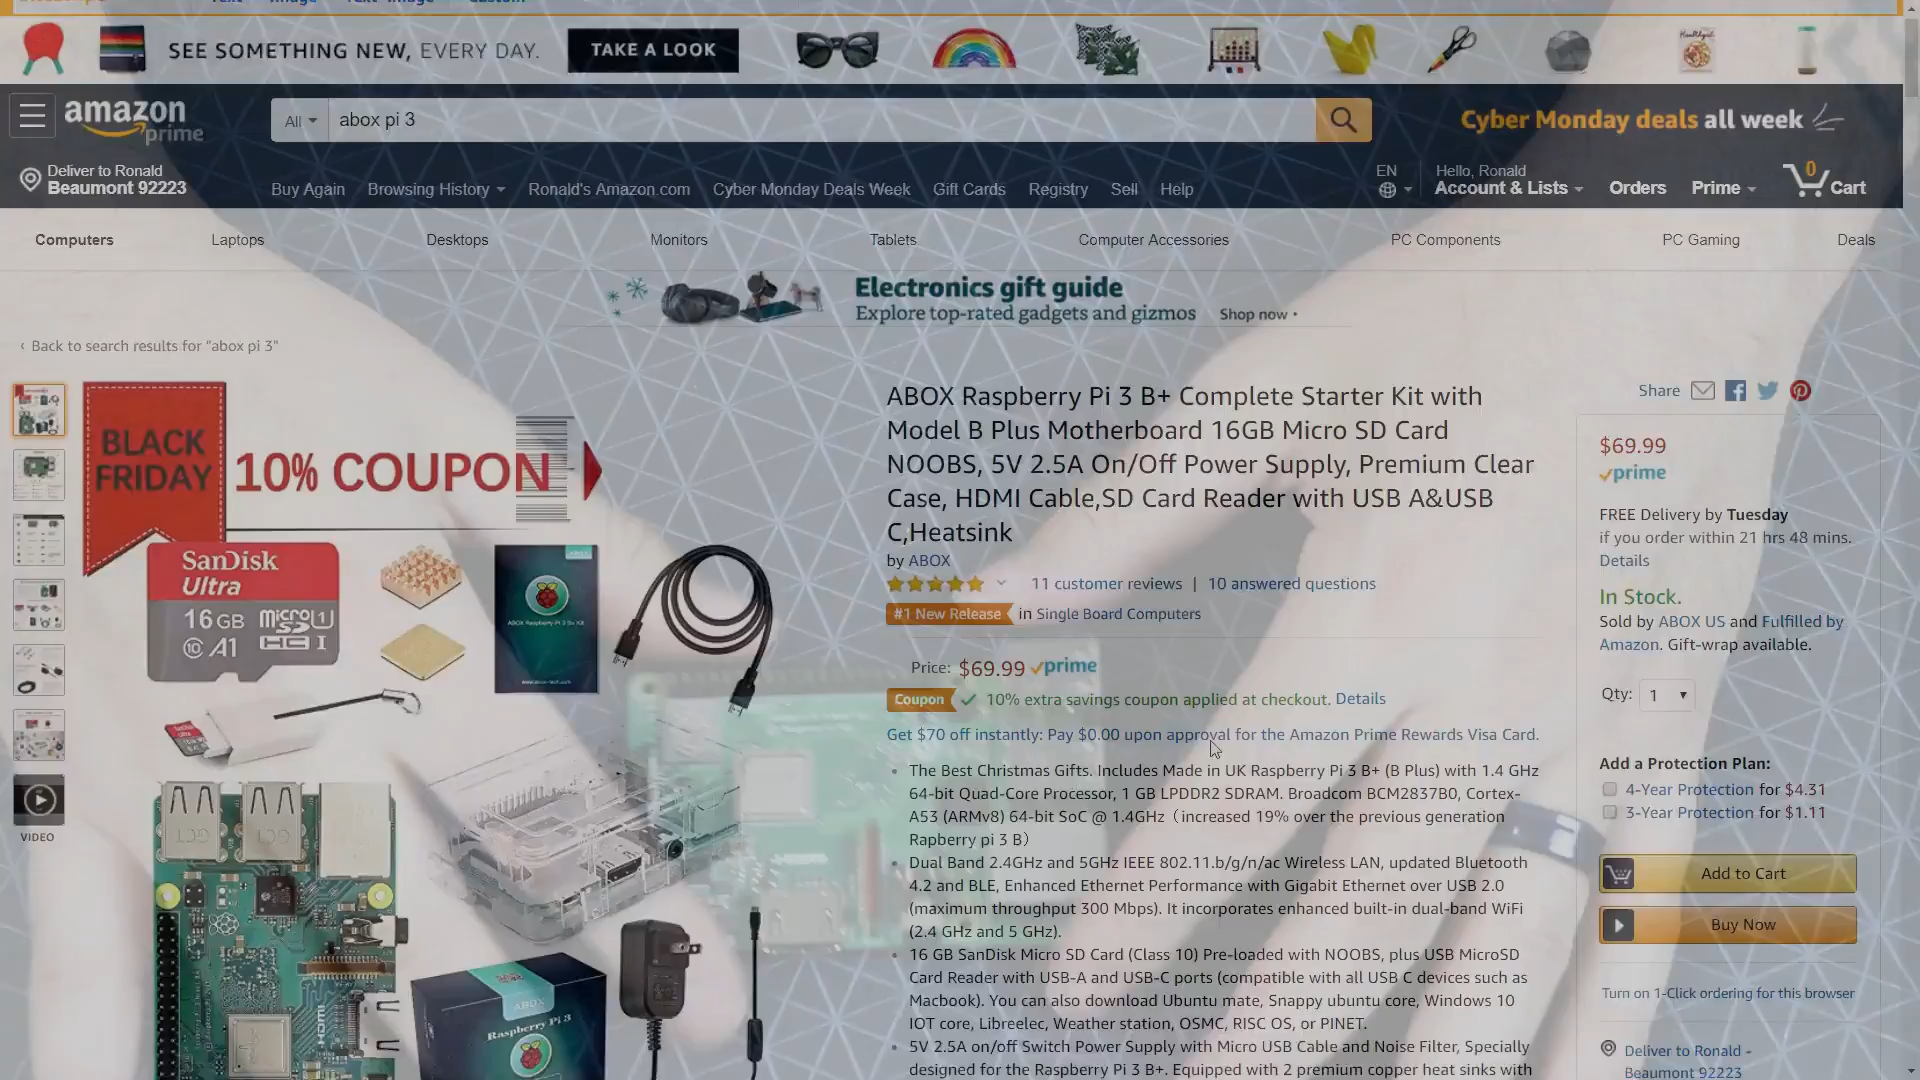 SEE SOMETHING NEW, EVERY DAY. TAKE A LOOK
amazon prime
All
abox pi 3
Cyber Monday deals all week
Deliver to Ronald
Beaumont 92223
Buy Again Browsing History Ronald's Amazon.com Cyber Monday Deals Week Gift Cards Registry Sell Help
EN
Hello, Ronald
Account & Lists Orders Prime 0 Cart
Computers Laptops Desktops Monitors Tablets Computer Accessories PC Components PC Gaming Deals
Electronics gift guide
Explore top-rated gadgets and gizmos Shop now
‹ Back to search results for "abox pi 3"
BLACK
FRIDAY
10% COUPON
SanDisk
Ultra
16 GB micro SD HC I
A1
ABOX
Raspberry Pi 3
HDMI
VIDEO
ABOX Raspberry Pi 3 B+ Complete Starter Kit with
Model B Plus Motherboard 16GB Micro SD Card
NOOBS, 5V 2.5A On/Off Power Supply, Premium Clear
Case, HDMI Cable,SD Card Reader with USB A&USB
C,Heatsink
by ABOX
11 customer reviews | 10 answered questions
#1 New Release in Single Board Computers
Price: $69.99 prime
Coupon 10% extra savings coupon applied at checkout. Details
Get $70 off instantly: Pay $0.00 upon approval for the Amazon Prime Rewards Visa Card.
• The Best Christmas Gifts. Includes Made in UK Raspberry Pi 3 B+ (B Plus) with 1.4 GHz
64-bit Quad-Core Processor, 1 GB LPDDR2 SDRAM. Broadcom BCM2837B0, Cortex-
A53 (ARMv8) 64-bit SoC @ 1.4GHz（increased 19% over the previous generation
Rapberry pi 3 B）
• Dual Band 2.4GHz and 5GHz IEEE 802.11.b/g/n/ac Wireless LAN, updated Bluetooth
4.2 and BLE, Enhanced Ethernet Performance with Gigabit Ethernet over USB 2.0
(maximum throughput 300 Mbps). It incorporates enhanced built-in dual-band WiFi
(2.4 GHz and 5 GHz).
• 16 GB SanDisk Micro SD Card (Class 10) Pre-loaded with NOOBS, plus USB MicroSD
Card Reader with USB-A and USB-C ports (compatible with all USB C devices such as
Macbook). You can also download Ubuntu mate, Snappy ubuntu core, Windows 10
IOT core, Libreelec, Weather station, OSMC, RISC OS, or PINET.
• 5V 2.5A on/off Switch Power Supply with Micro USB Cable and Noise Filter, Specially
designed for the Raspberry Pi 3 B+. Equipped with 2 premium copper heat sinks with
Share
$69.99
prime
FREE Delivery by Tuesday
if you order within 21 hrs 48 mins.
Details
In Stock.
Sold by ABOX US and Fulfilled by
Amazon. Gift-wrap available.
Qty: 1
Add a Protection Plan:
4-Year Protection for $4.31
3-Year Protection for $1.11
Add to Cart
Buy Now
Turn on 1-Click ordering for this browser
Deliver to Ronald -
Beaumont 92223